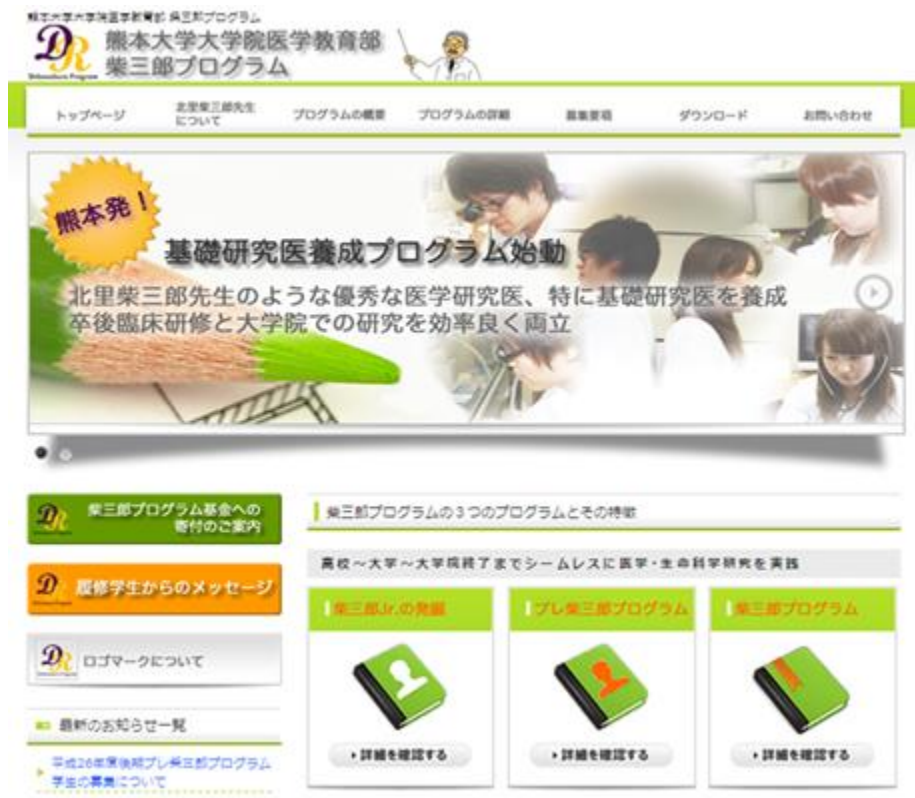 熊本大学大学院医学教育部 柴三郎プログラム
DR
Shibasaburo Program
熊本大学大学院医学教育部
柴三郎プログラム
トップページ
北里柴三郎先生
について
プログラムの概要
プログラムの詳細
募集要項
ダウンロード
お問い合わせ
熊本発！
基礎研究医養成プログラム始動
北里柴三郎先生のような優秀な医学研究医、特に基礎研究医を養成
卒後臨床研修と大学院での研究を効率良く両立
柴三郎プログラム基金への
寄付のご案内
履修学生からのメッセージ
ロゴマークについて
最新のお知らせ一覧
平成26年度後期プレ柴三郎プログラム
学生の募集について
柴三郎プログラムの３つのプログラムとその特徴
高校～大学～大学院終了までシームレスに医学・生命科学研究を実践
柴三郎Jr.の発掘
プレ柴三郎プログラム
柴三郎プログラム
詳細を確認する
詳細を確認する
詳細を確認する